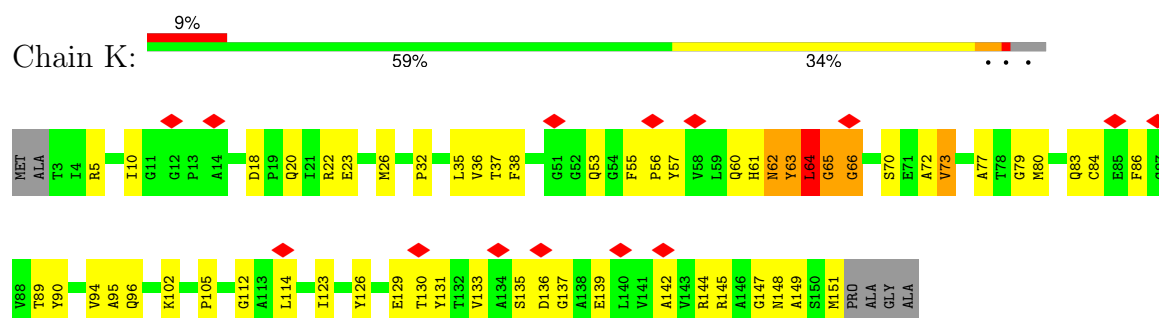 9%
Chain K:
59% 34% • • •
MET ALA T3 I4 R5 I10 G11 G12 P13 A14 D18 P19 Q20 I21 R22 E23 M26 P32 L35 V36 T37 F38 G51 G52 Q53 G54 F55 P56 Y57 V58 L59 Q60 H61 N62 Y63 L64 G65 G66 S70 E71 A72 V73 A77 T78 G79 M80 Q83 C84 E85 F86
V88 T89 Y90 V94 A95 Q96 K102 P105 G112 A113 L114 I123 Y126 E129 T130 Y131 T132 V133 A134 S135 D136 G137 A138 E139 L140 V141 A142 V143 R144 R145 A146 G147 N148 A149 S150 M151 PRO ALA GLY ALA